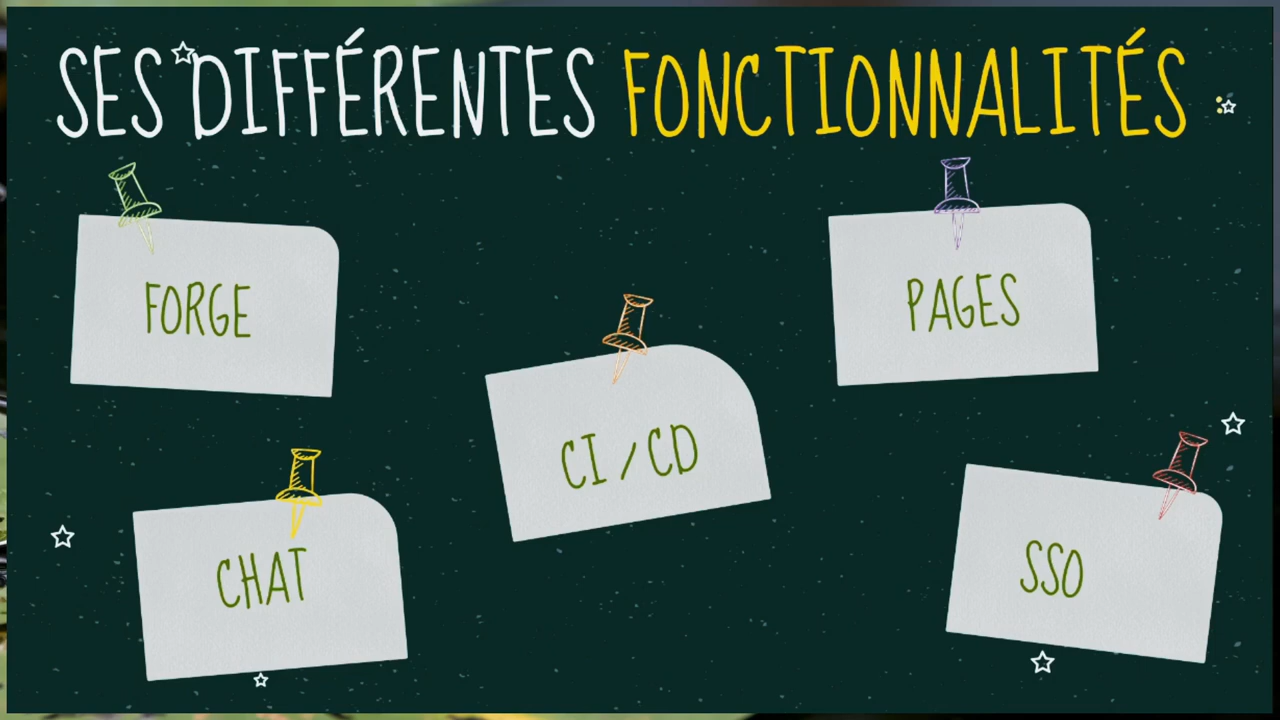 SES DIFFÉRENTES FONCTIONNALITÉS
FORGE
PAGES
CI/CD
CHAT
SSO